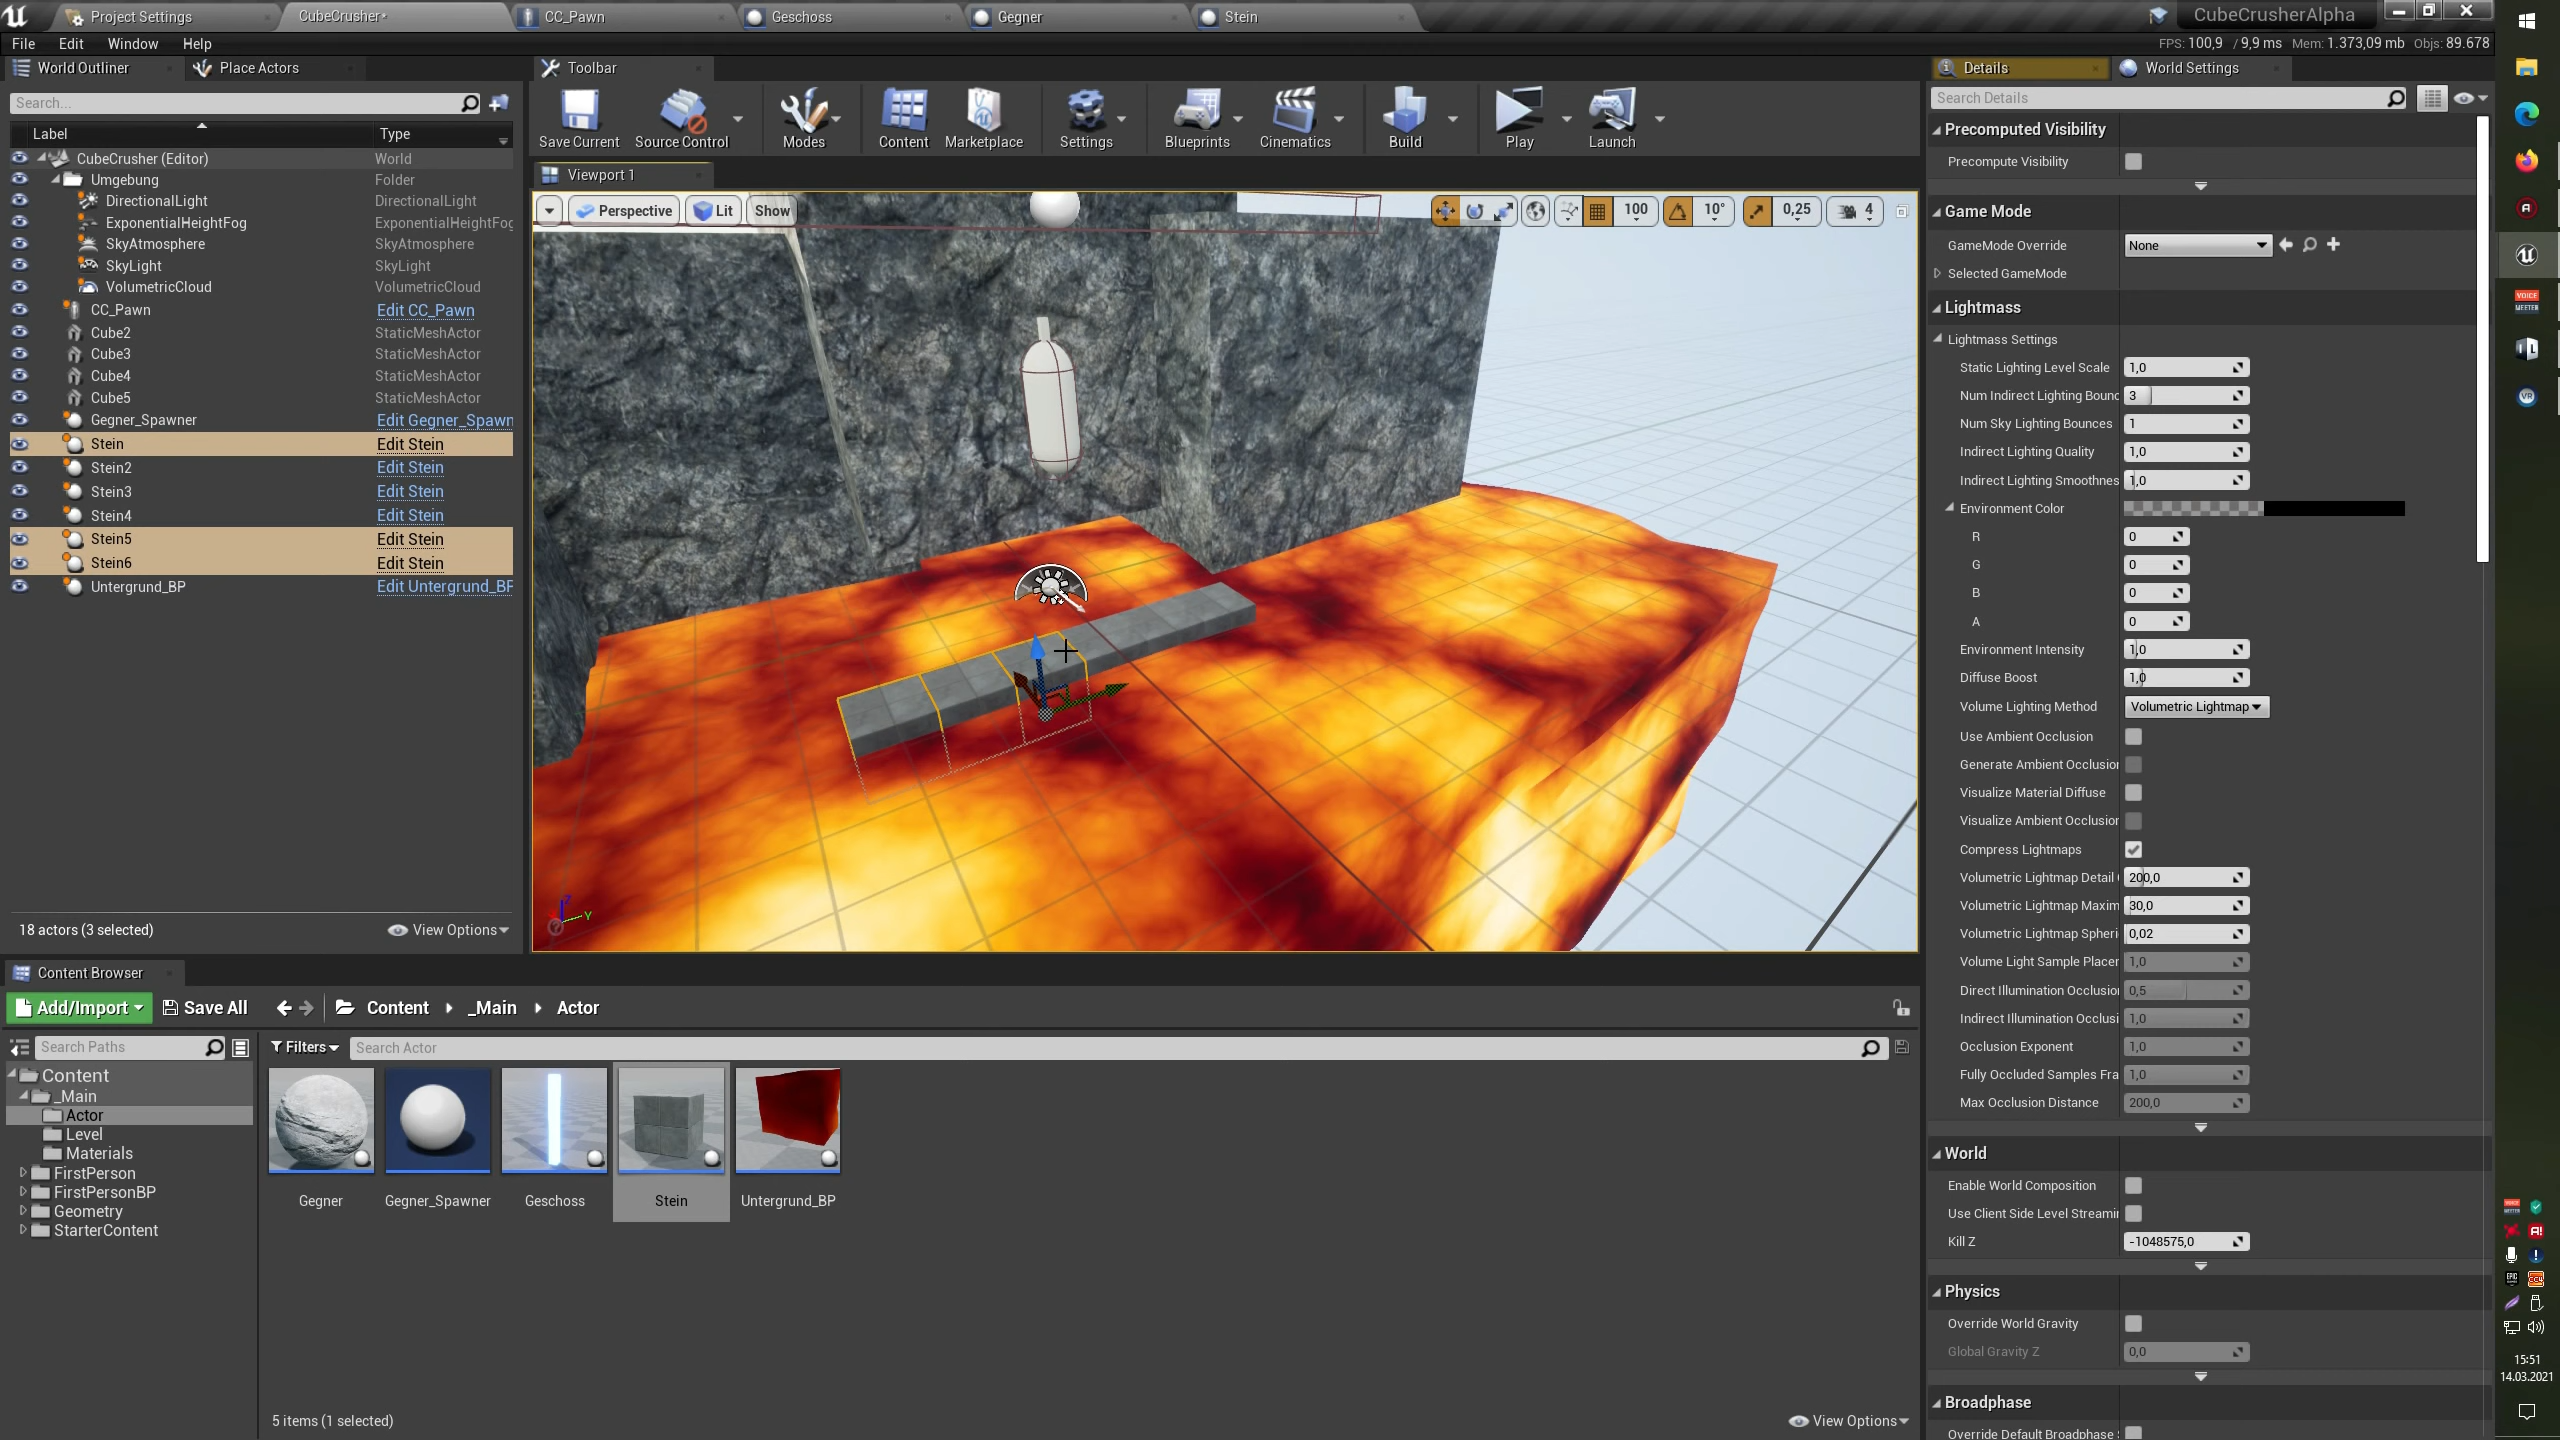 Project Settings
CubeCrusher*
CC_Pawn
Geschoss
Gegner
Stein
CubeCrusherAlpha
File
Edit
Window
Help
FPS: 100,9 / 9,9 ms Mem: 1.373,09 mb Objs: 89.678
World Outliner
Place Actors
Search...
Label
Type
CubeCrusher (Editor) World
Umgebung Folder
DirectionalLight DirectionalLight
ExponentialHeightFog ExponentialHeightFog
SkyAtmosphere SkyAtmosphere
SkyLight SkyLight
VolumetricCloud VolumetricCloud
CC_Pawn Edit CC_Pawn
Cube2 StaticMeshActor
Cube3 StaticMeshActor
Cube4 StaticMeshActor
Cube5 StaticMeshActor
Gegner_Spawner Edit Gegner_Spawn
Stein Edit Stein
Stein2 Edit Stein
Stein3 Edit Stein
Stein4 Edit Stein
Stein5 Edit Stein
Stein6 Edit Stein
Untergrund_BP Edit Untergrund_BP
18 actors (3 selected)
View Options
Toolbar
Save Current
Source Control
Modes
Content
Marketplace
Settings
Blueprints
Cinematics
Build
Play
Launch
Viewport 1
Perspective
Lit
Show
100
10°
0,25
4
Z
Y
Details
World Settings
Search Details
Precomputed Visibility
Precompute Visibility
Game Mode
GameMode Override None
Selected GameMode
Lightmass
Lightmass Settings
Static Lighting Level Scale 1,0
Num Indirect Lighting Bounc 3
Num Sky Lighting Bounces 1
Indirect Lighting Quality 1,0
Indirect Lighting Smoothnes 1,0
Environment Color
R 0
G 0
B 0
A 0
Environment Intensity 1,0
Diffuse Boost 1,0
Volume Lighting Method Volumetric Lightmap
Use Ambient Occlusion
Generate Ambient Occlusion
Visualize Material Diffuse
Visualize Ambient Occlusion
Compress Lightmaps
Volumetric Lightmap Detail 200,0
Volumetric Lightmap Maxim 30,0
Volumetric Lightmap Spheri 0,02
Volume Light Sample Placer 1,0
Direct Illumination Occlusion 0,5
Indirect Illumination Occlusi 1,0
Occlusion Exponent 1,0
Fully Occluded Samples Fra 1,0
Max Occlusion Distance 200,0
World
Enable World Composition
Use Client Side Level Streamin
Kill Z -1048575,0
Physics
Override World Gravity
Global Gravity Z 0,0
Broadphase
Override Default Broadphase
Content Browser
Add/Import
Save All
Content
_Main
Actor
Search Paths
Filters
Search Actor
Content
_Main
Actor
Level
Materials
FirstPerson
FirstPersonBP
Geometry
StarterContent
Gegner
Gegner_Spawner
Geschoss
Stein
Untergrund_BP
5 items (1 selected)
View Options
VOICE
MEETER
VR
15:51
14.03.2021